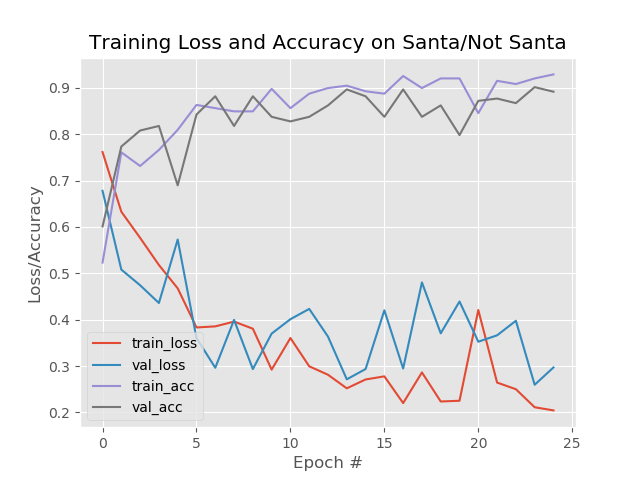 Training Loss and Accuracy on Santa/Not Santa
Loss/Accuracy
0.9
0.8
0.7
0.6
0.5
0.4
0.3
0.2
train_loss
val_loss
train_acc
val_acc
0
5
10
15
20
25
Epoch #